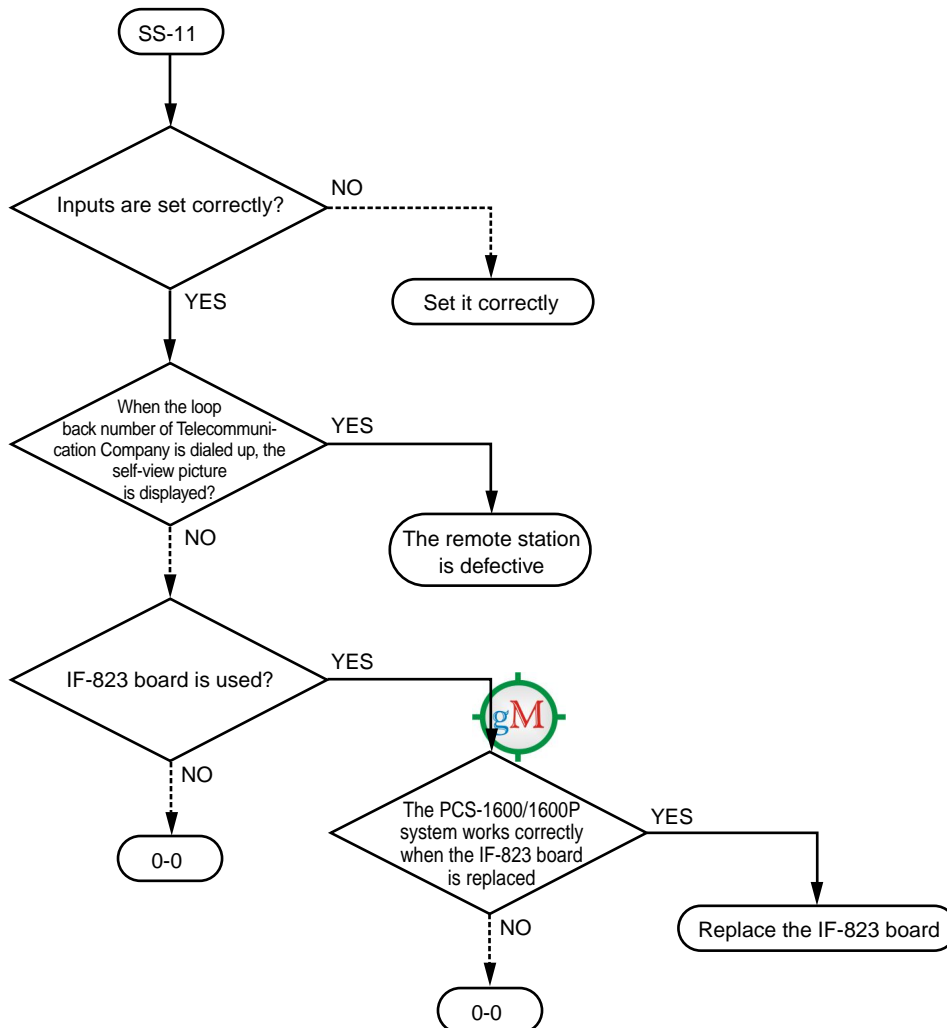 SS-11
Inputs are set correctly?
NO
YES
Set it correctly
When the loop
back number of Telecommuni-
cation Company is dialed up, the
self-view picture
is displayed?
YES
NO
The remote station
is defective
IF-823 board is used?
YES
NO
gM
0-0
The PCS-1600/1600P
system works correctly
when the IF-823 board
is replaced
YES
NO
Replace the IF-823 board
0-0